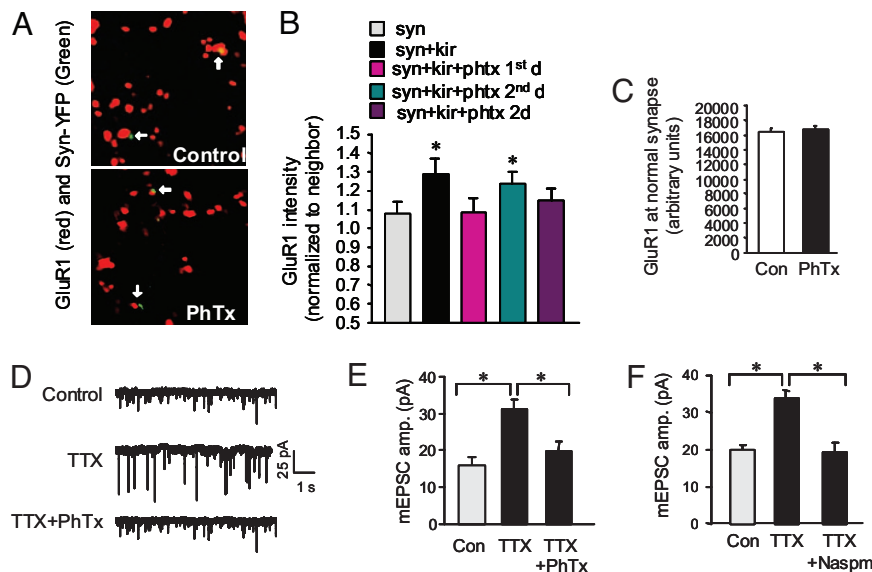 A
GluR1 (red) and Syn-YFP (Green)
Control
PhTx
B
syn
syn+kir
syn+kir+phtx 1st d
syn+kir+phtx 2nd d
syn+kir+phtx 2d
GluR1 intensity
(normalized to neighbor)
1.5
1.4
1.3
1.2
1.1
1.0
0.9
0.8
0.7
0.6
0.5
*
*
C
GluR1 at normal synapse
(arbitrary units)
20000
18000
16000
14000
12000
10000
8000
6000
4000
2000
0
Con PhTx
D
Control
TTX
TTX+PhTx
25 pA
1 s
E
mEPSC amp. (pA)
40
30
20
10
0
* *
Con TTX TTX
+PhTx
F
mEPSC amp. (pA)
40
30
20
10
0
* *
Con TTX TTX
+Naspm